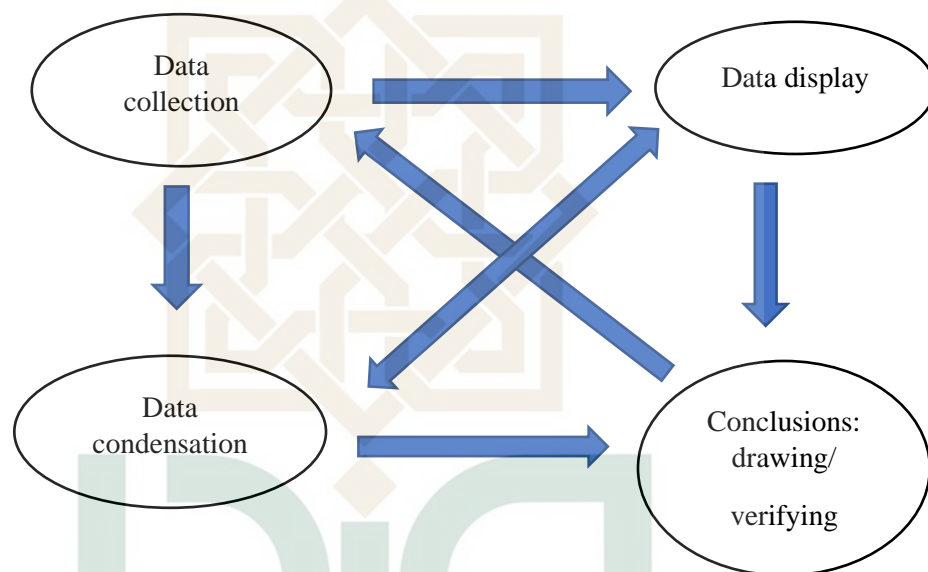 Data
collection
Data display
Data
condensation
Conclusions:
drawing/
verifying